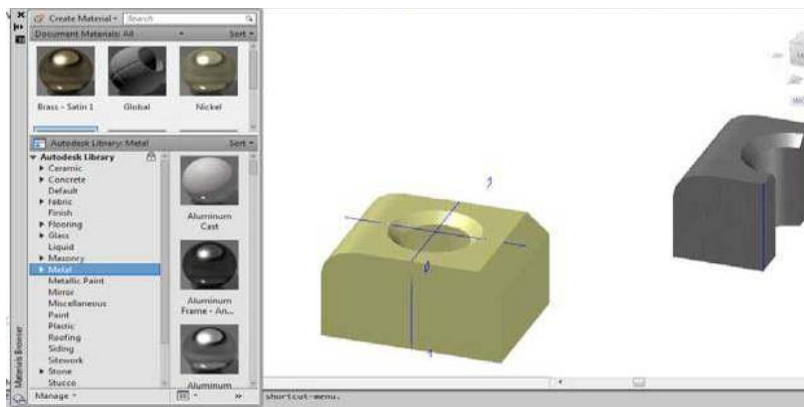 Create Material
Search
Document Materials: All
Sort
Brass - Satin 1
Global
Nickel
Autodesk Library: Metal
Sort
Autodesk Library
Ceramic
Concrete
Default
Fabric
Finish
Flooring
Glass
Liquid
Masonry
Metal
Metallic Paint
Mirror
Miscellaneous
Paint
Plastic
Roofing
Siding
Sitework
Stone
Stucco
Aluminum
Cast
Aluminum
Frame - An...
Aluminum
Manage
Materials Browser
shortcut-menu.